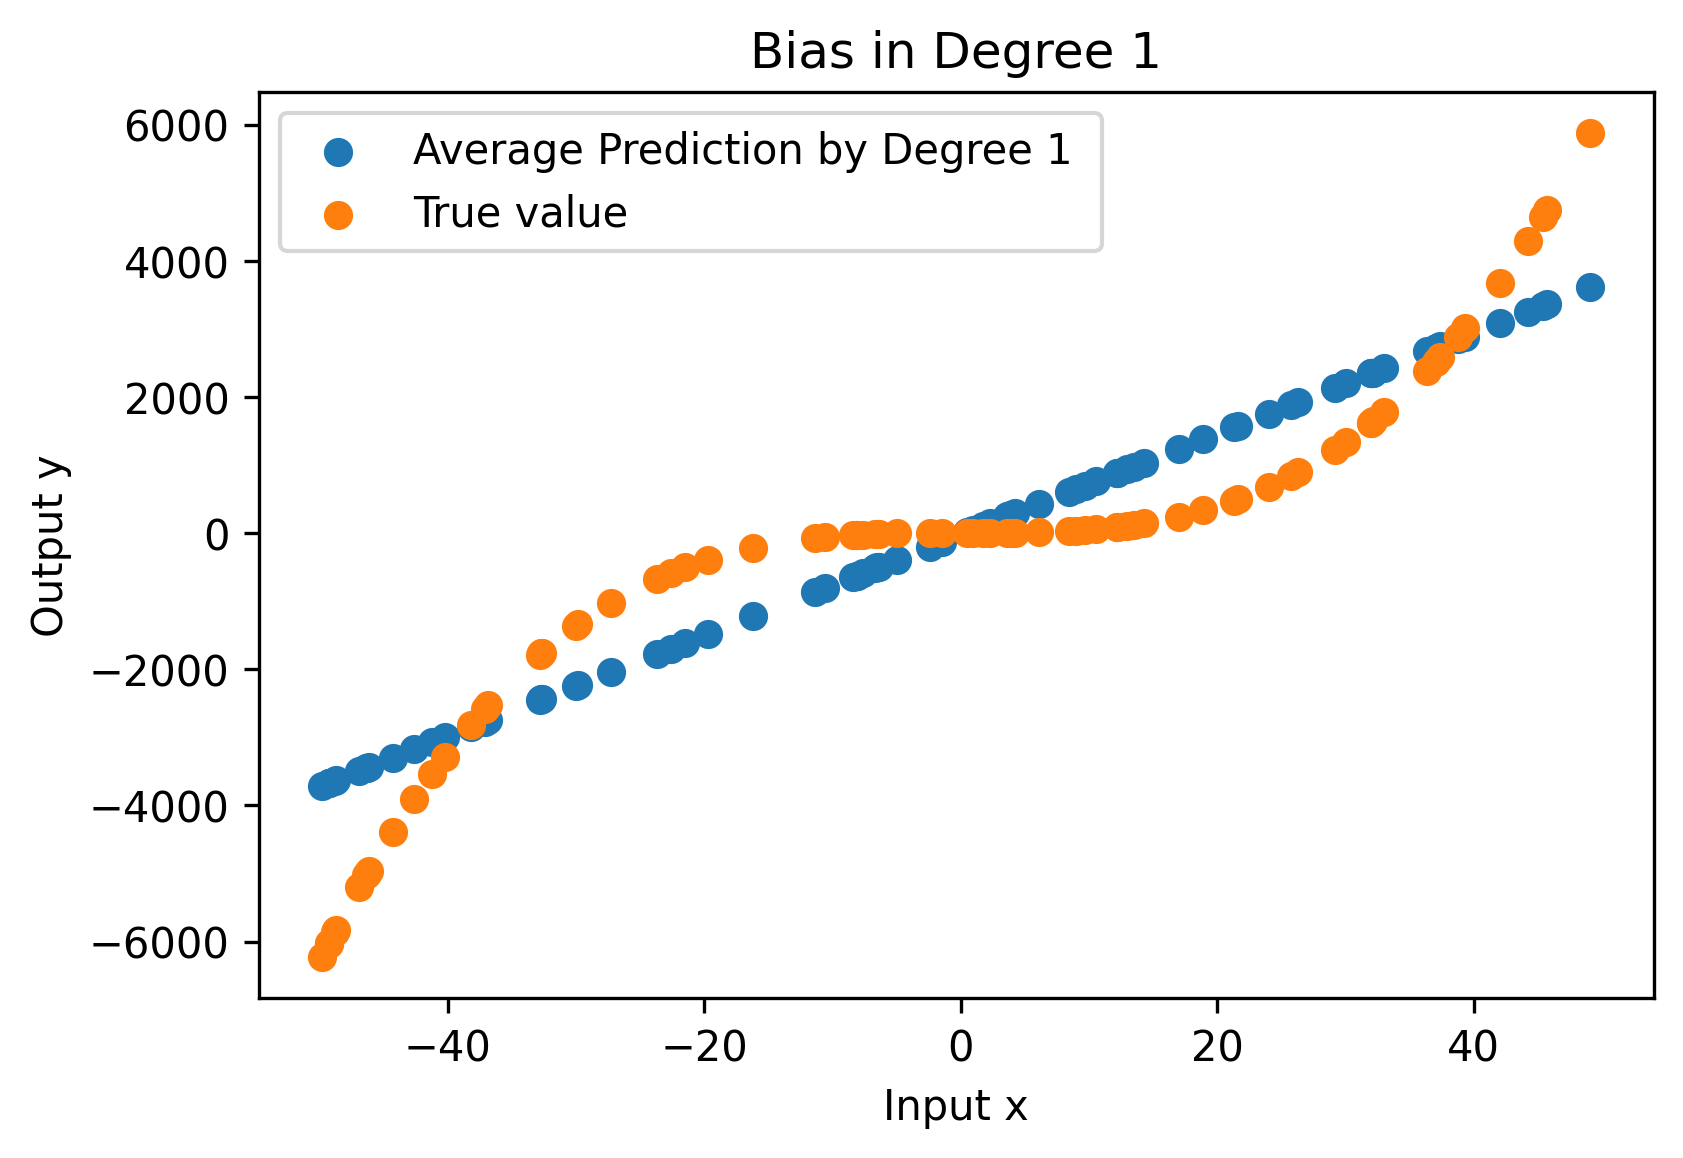 Bias in Degree 1
Average Prediction by Degree 1
True value
6000
4000
2000
0
−2000
−4000
−6000
Output y
−40
−20
0
20
40
Input x